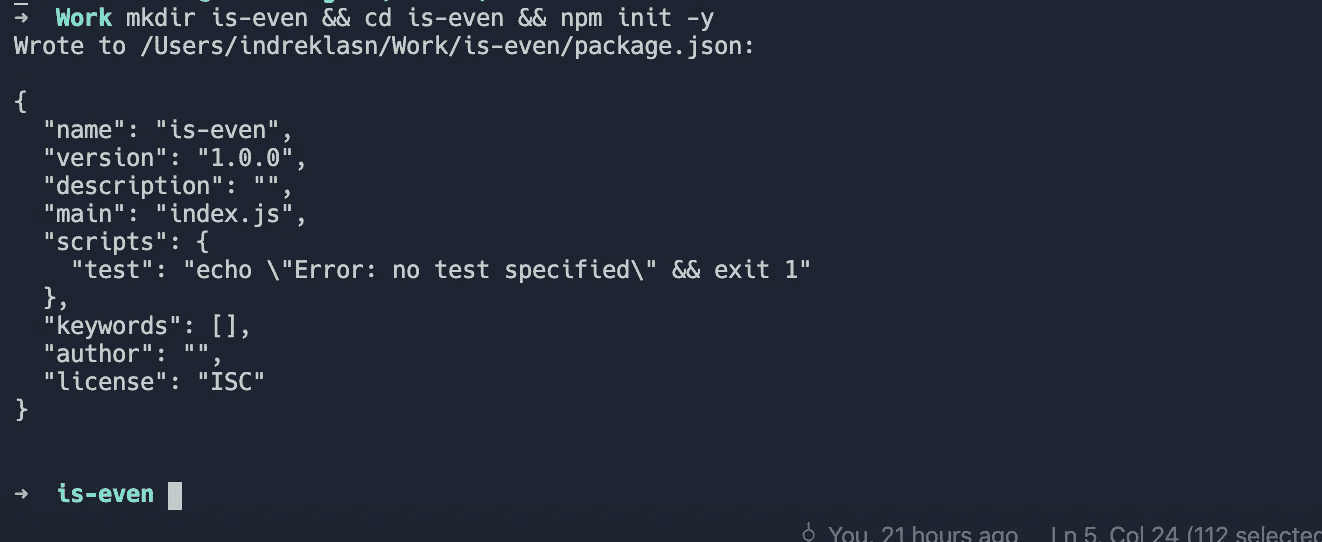 → Work mkdir is-even && cd is-even && npm init -y
Wrote to /Users/indreklasn/Work/is-even/package.json:
{
  "name": "is-even",
  "version": "1.0.0",
  "description": "",
  "main": "index.js",
  "scripts": {
    "test": "echo \"Error: no test specified\" && exit 1"
  },
  "keywords": [],
  "author": "",
  "license": "ISC"
}
→ is-even
You, 21 hours ago Ln 5, Col 24 (112 selected